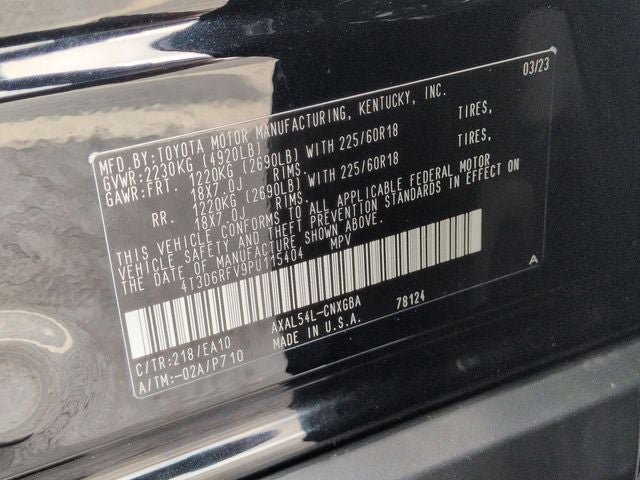 03/23
MFD.BY:TOYOTA MOTOR MANUFACTURING, KENTUCKY, INC.
GVWR:2230KG (4920LB)
GAWR:FRT. 1220KG (2690LB) WITH 225/60R18 TIRES,
18X7.0J RIMS.
RR. 1220KG (2690LB) WITH 225/60R18 TIRES,
18X7.0J RIMS.
THIS VEHICLE CONFORMS TO ALL APPLICABLE FEDERAL MOTOR
VEHICLE SAFETY AND THEFT PREVENTION STANDARDS IN EFFECT ON
THE DATE OF MANUFACTURE SHOWN ABOVE.
4T3D6RFV9PU115404 MPV
A
C/TR:218/EA10 AXAL54L-CNXGBA 78124
A/TM:-02A/P710 MADE IN U.S.A.